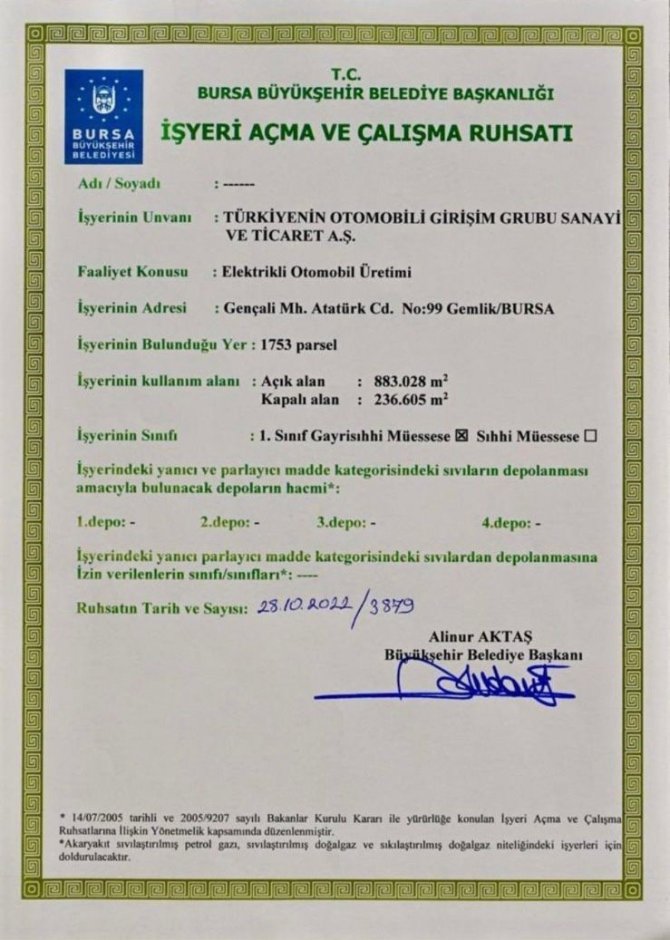 T.C.
BURSA BÜYÜKŞEHİR BELEDİYE BAŞKANLIĞI
BURSA
BÜYÜKŞEHİR
BELEDİYESİ
İŞYERİ AÇMA VE ÇALIŞMA RUHSATI
Adı / Soyadı : ------
İşyerinin Unvanı : TÜRKİYENİN OTOMOBİLİ GİRİŞİM GRUBU SANAYİ
VE TİCARET A.Ş.
Faaliyet Konusu : Elektrikli Otomobil Üretimi
İşyerinin Adresi : Gençali Mh. Atatürk Cd. No:99 Gemlik/BURSA
İşyerinin Bulunduğu Yer : 1753 parsel
İşyerinin kullanım alanı : Açık alan : 883.028 m²
Kapalı alan : 236.605 m²
İşyerinin Sınıfı : 1. Sınıf Gayrisıhhi Müessese ☒ Sıhhi Müessese ☐
İşyerindeki yanıcı ve parlayıcı madde kategorisindeki sıvıların depolanması
amacıyla bulunacak depoların hacmi*:
1.depo: - 2.depo: - 3.depo: - 4.depo: -
İşyerindeki yanıcı parlayıcı madde kategorisindeki sıvılardan depolanmasına
İzin verilenlerin sınıfı/sınıfları*: ----
Ruhsatın Tarih ve Sayısı: 28.10.2022/3879
Alinur AKTAŞ
Büyükşehir Belediye Başkanı
* 14/07/2005 tarihli ve 2005/9207 sayılı Bakanlar Kurulu Kararı ile yürürlüğe konulan İşyeri Açma ve Çalışma
Ruhsatlarına İlişkin Yönetmelik kapsamında düzenlenmiştir.
*Akaryakıt sıvılaştırılmış petrol gazı, sıvılaştırılmış doğalgaz ve sıkılaştırılmış doğalgaz niteliğindeki işyerleri için
doldurulacaktır.